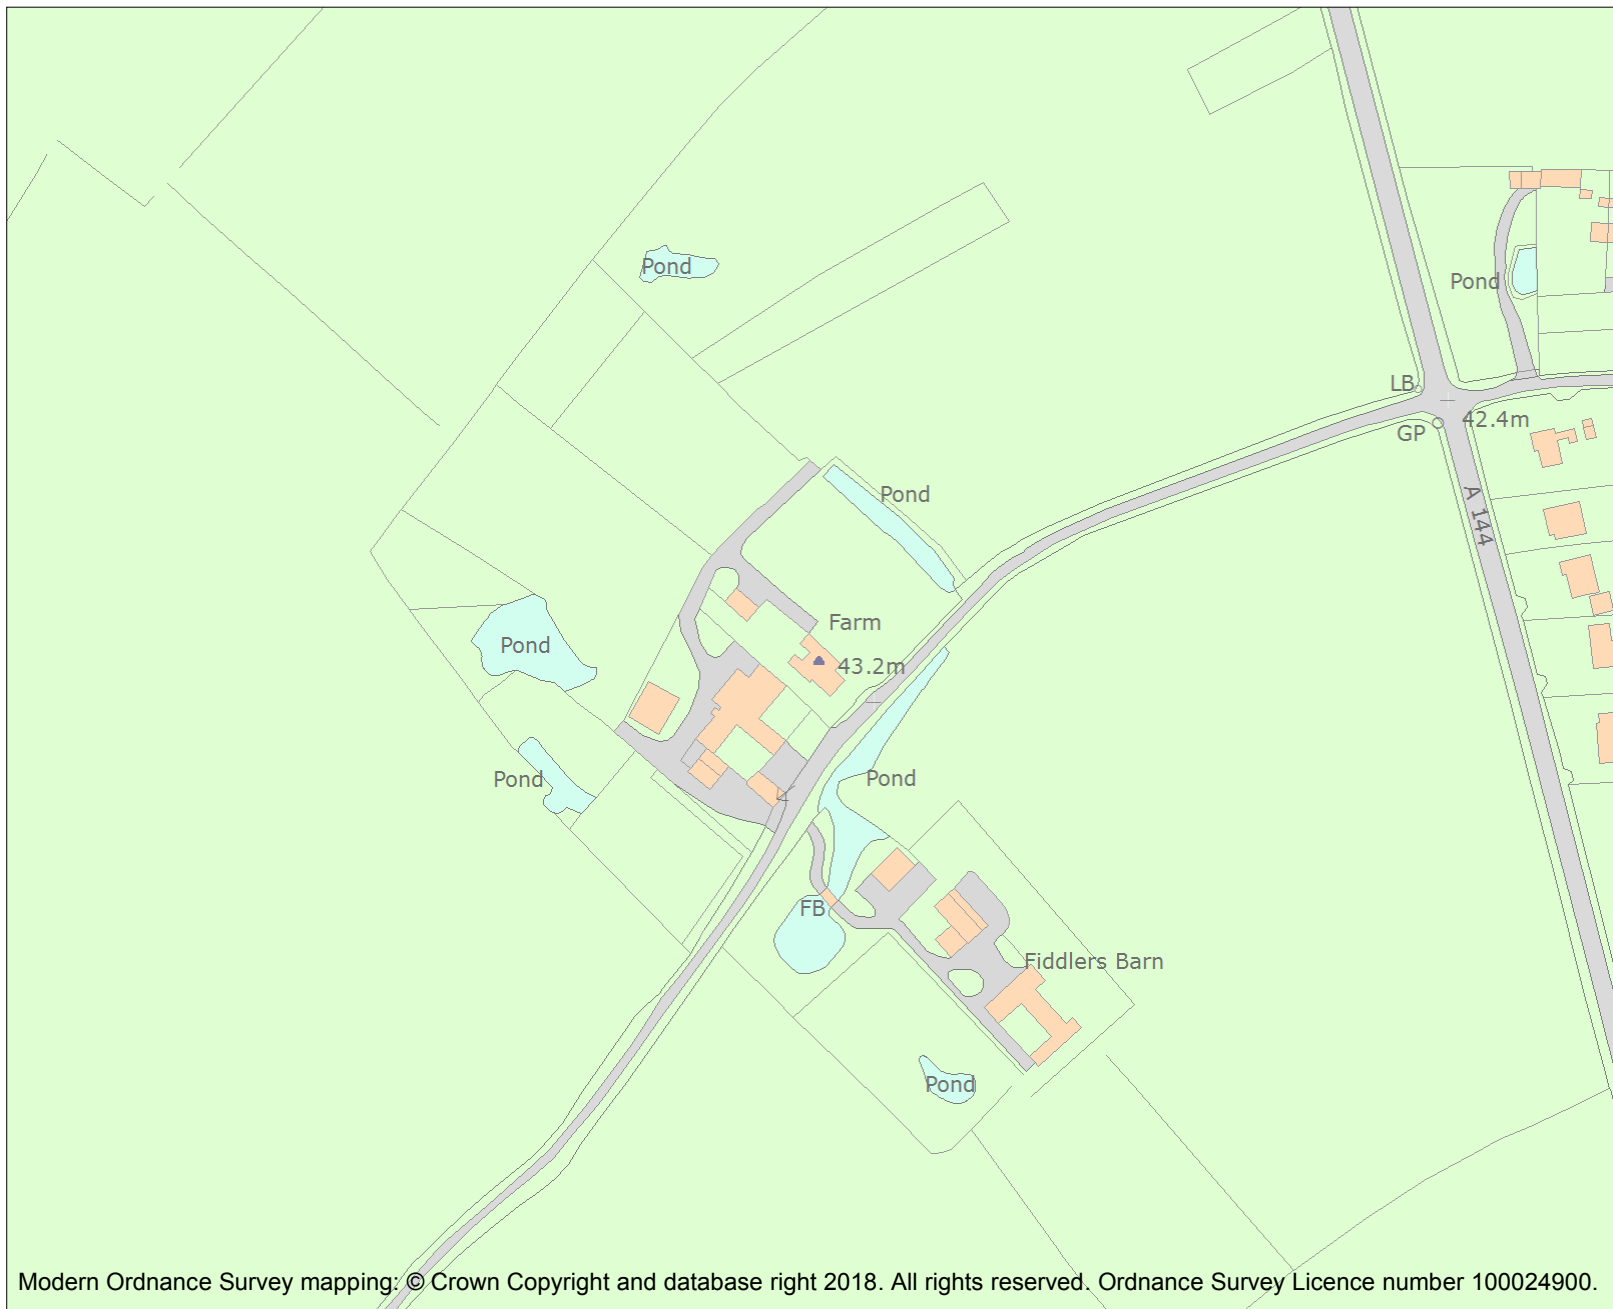 Pond
Pond
LB
42.4m
GP
A 144
Pond
Farm
Pond
43.2m
Pond
Pond
FB
Fiddlers Barn
Pond
Modern Ordnance Survey mapping: © Crown Copyright and database right 2018. All rights reserved. Ordnance Survey Licence number 100024900.